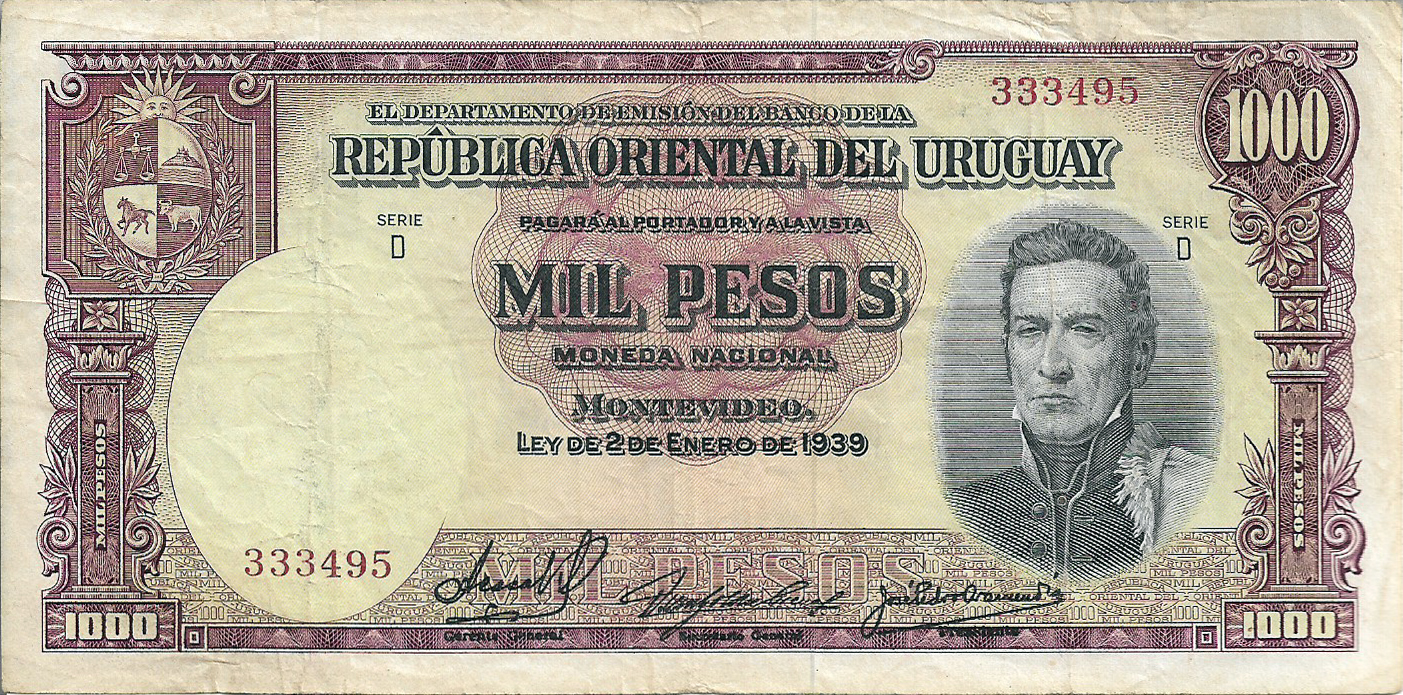 333495
1000
EL DEPARTAMENTO DE EMISIÓN DEL BANCO DE LA
REPÚBLICA ORIENTAL DEL URUGUAY
PAGARÁ AL PORTADOR Y A LA VISTA
SERIE
D
SERIE
D
MIL PESOS
MONEDA NACIONAL
MONTEVIDEO.
LEY DE 2 DE ENERO DE 1939
MIL PESOS
MIL PESOS
333495
MIL PESOS
1000
Gerente General
Secretario General
Presidente
1000